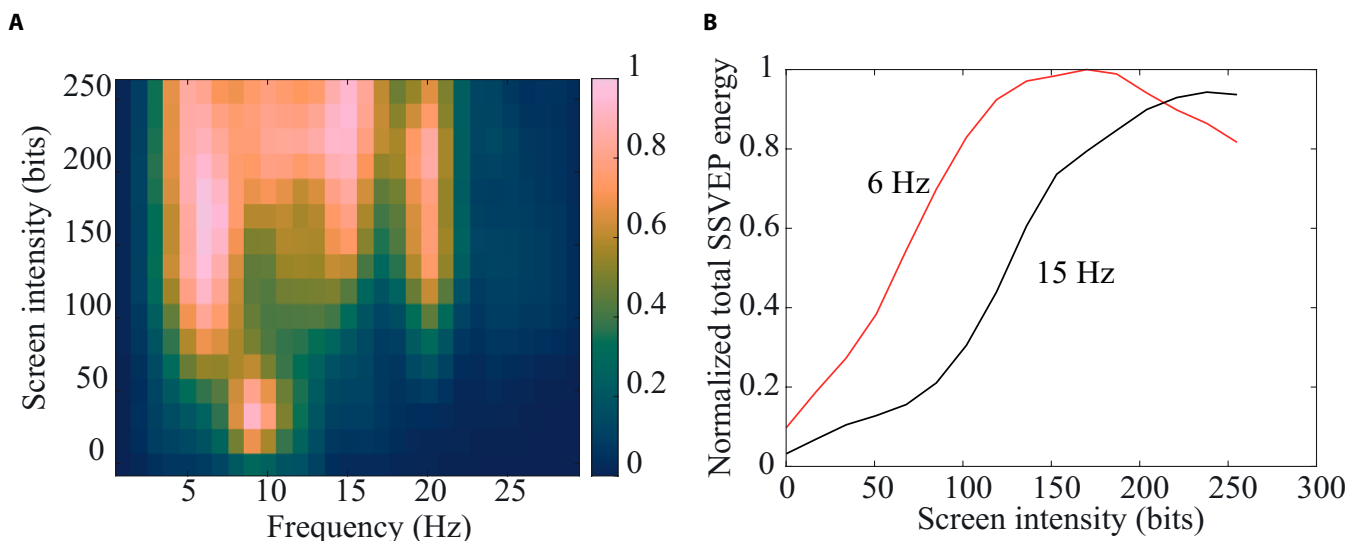 A
Screen intensity (bits)
250
200
150
100
50
0
5 10 15 20 25
Frequency (Hz)
1
0.8
0.6
0.4
0.2
0
B
Normalized total SSVEP energy
1
0.8
0.6
0.4
0.2
0
6 Hz
15 Hz
0 50 100 150 200 250 300
Screen intensity (bits)